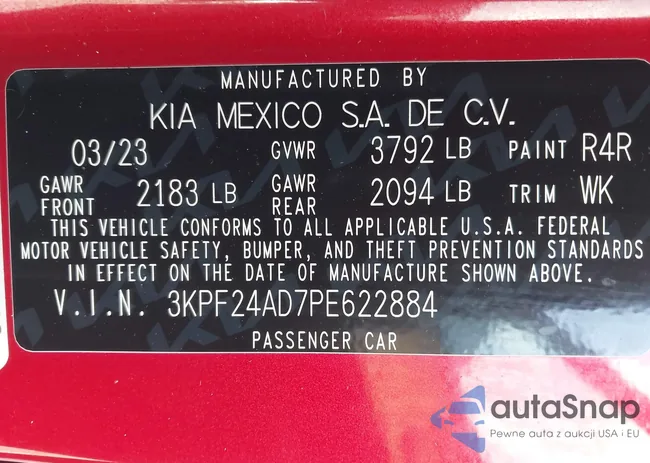 MANUFACTURED BY
KIA MEXICO S.A. DE C.V.
03/23 GVWR 3792 LB PAINT R4R
GAWR FRONT 2183 LB GAWR REAR 2094 LB TRIM WK
THIS VEHICLE CONFORMS TO ALL APPLICABLE U.S.A. FEDERAL
MOTOR VEHICLE SAFETY, BUMPER, AND THEFT PREVENTION STANDARDS
IN EFFECT ON THE DATE OF MANUFACTURE SHOWN ABOVE.
V.I.N. 3KPF24AD7PE622884
PASSENGER CAR
autaSnap
Pewne auta z aukcji USA i EU